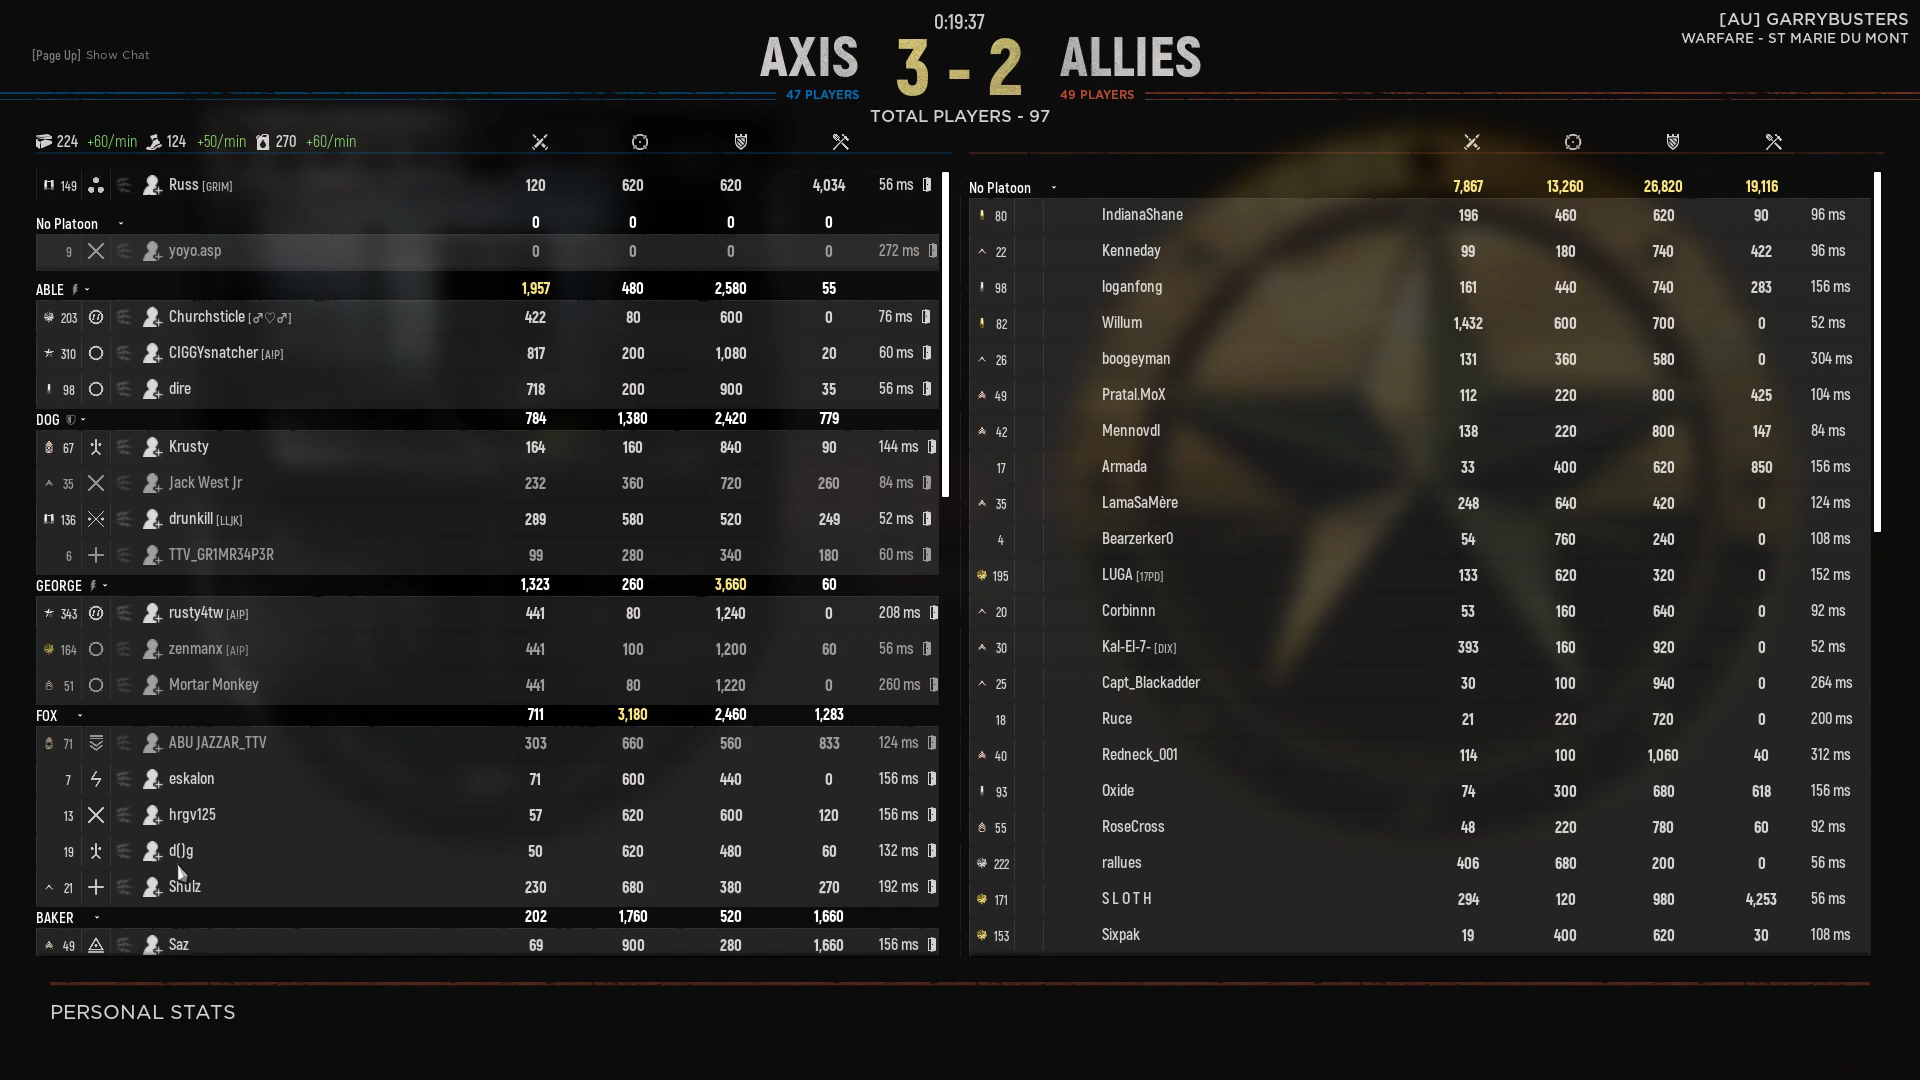 0:19:37
[AU] GARRYBUSTERS
WARFARE - ST MARIE DU MONT
[Page Up] Show Chat
AXIS 3 - 2 ALLIES
47 PLAYERS 49 PLAYERS
TOTAL PLAYERS - 97
224 +60/min 124 +50/min 270 +60/min
149 Russ [GRIM] 120 620 620 4,034 56 ms
No Platoon 0 0 0 0
9 yoyo.asp 0 0 0 0 272 ms
ABLE 1,957 480 2,580 55
203 Churchsticle [♂♡♂] 422 80 600 0 76 ms
310 CIGGYsnatcher [AIP] 817 200 1,080 20 60 ms
98 dire 718 200 900 35 56 ms
DOG 784 1,380 2,420 779
67 Krusty 164 160 840 90 144 ms
35 Jack West Jr 232 360 720 260 84 ms
136 drunkill [LLJK] 289 580 520 249 52 ms
6 TTV_GR1MR34P3R 99 280 340 180 60 ms
GEORGE 1,323 260 3,660 60
343 rusty4tw [AIP] 441 80 1,240 0 208 ms
164 zenmanx [AIP] 441 100 1,200 60 56 ms
51 Mortar Monkey 441 80 1,220 0 260 ms
FOX 711 3,180 2,460 1,283
71 ABU JAZZAR_TTV 303 660 560 833 124 ms
7 eskalon 71 600 440 0 156 ms
13 hrgv125 57 620 600 120 156 ms
19 d()g 50 620 480 60 132 ms
21 Shulz 230 680 380 270 192 ms
BAKER 202 1,760 520 1,660
49 Saz 69 900 280 1,660 156 ms
No Platoon 7,867 13,260 26,820 19,116
80 IndianaShane 196 460 620 90 96 ms
22 Kenneday 99 180 740 422 96 ms
98 loganfong 161 440 740 283 156 ms
82 Willum 1,432 600 700 0 52 ms
26 boogeyman 131 360 580 0 304 ms
49 Pratal.MoX 112 220 800 425 104 ms
42 Mennovdl 138 220 800 147 84 ms
17 Armada 33 400 620 850 156 ms
35 LamaSaMère 248 640 420 0 124 ms
4 Bearzerker0 54 760 240 0 108 ms
195 LUGA [17PD] 133 620 320 0 152 ms
20 Corbinnn 53 160 640 0 92 ms
30 Kal-El-7- [DIX] 393 160 920 0 52 ms
25 Capt_Blackadder 30 100 940 0 264 ms
18 Ruce 21 220 720 0 200 ms
40 Redneck_001 114 100 1,060 40 312 ms
93 Oxide 74 300 680 618 156 ms
55 RoseCross 48 220 780 60 92 ms
222 rallues 406 680 200 0 56 ms
171 S L O T H 294 120 980 4,253 56 ms
153 Sixpak 19 400 620 30 108 ms
PERSONAL STATS